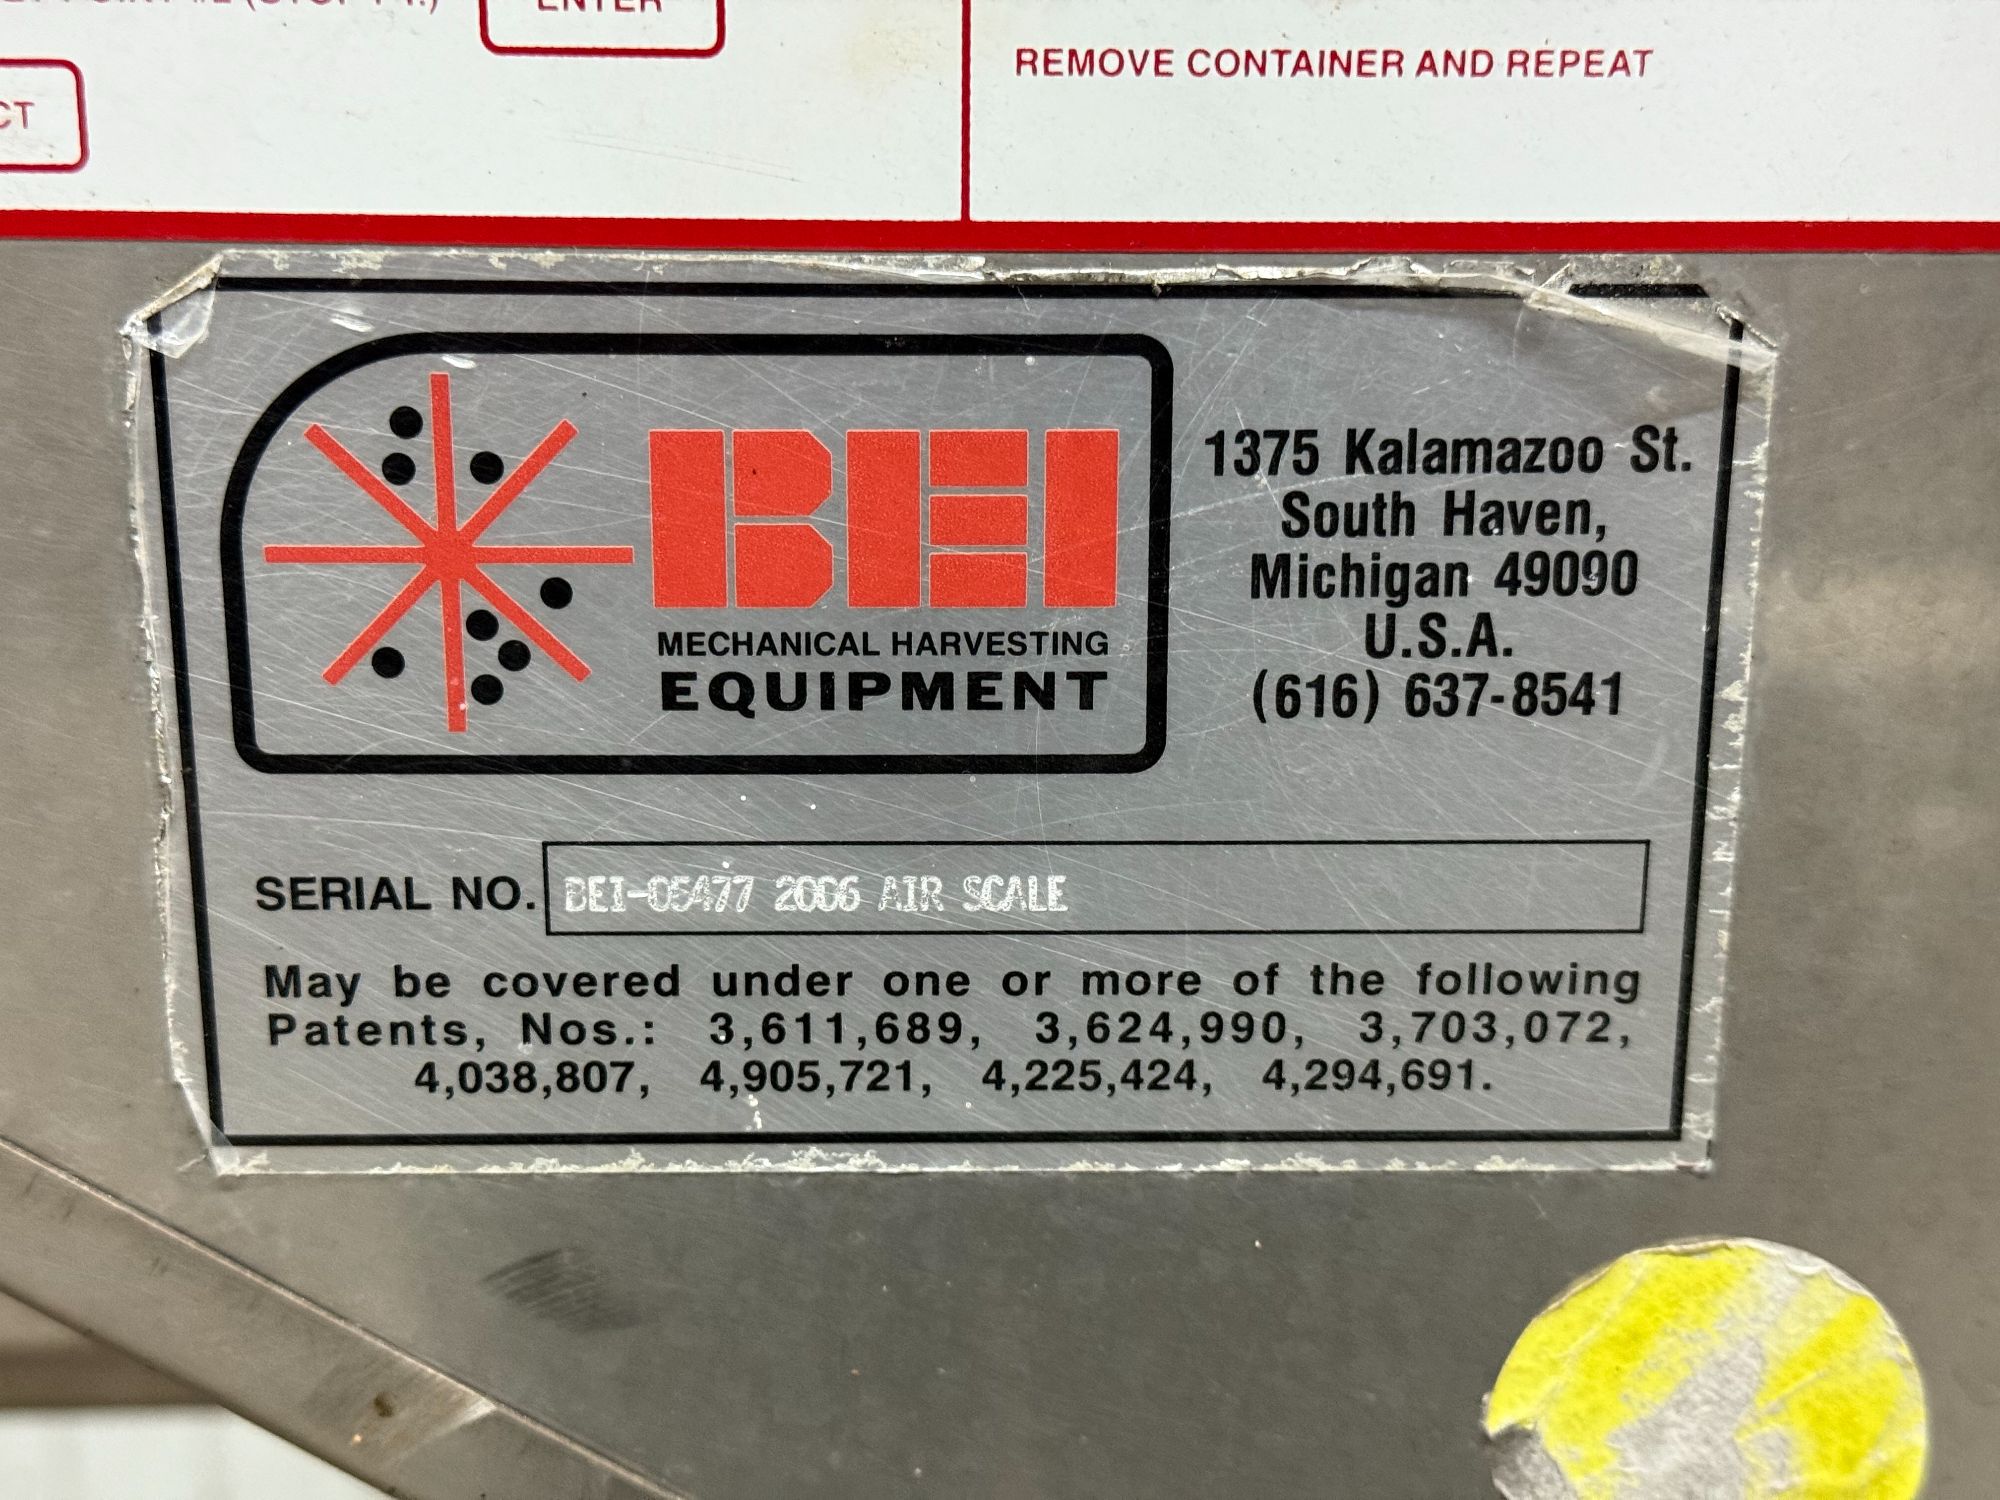 ENTER
CT
REMOVE CONTAINER AND REPEAT
BEI
MECHANICAL HARVESTING
EQUIPMENT
1375 Kalamazoo St.
South Haven,
Michigan 49090
U.S.A.
(616) 637-8541
SERIAL NO. BEI-05477 2006 AIR SCALE
May be covered under one or more of the following
Patents, Nos.: 3,611,689, 3,624,990, 3,703,072,
4,038,807, 4,905,721, 4,225,424, 4,294,691.